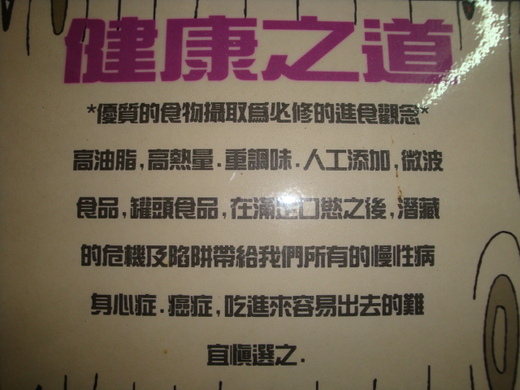 健康之道
*優質的食物攝取為必修的進食觀念*
高油脂,高熱量.重調味.人工添加,微波
食品,罐頭食品,在滿足口慾之後,潛藏
的危機及陷阱帶給我們所有的慢性病
身心症.癌症,吃進來容易出去的難
宜慎選之.